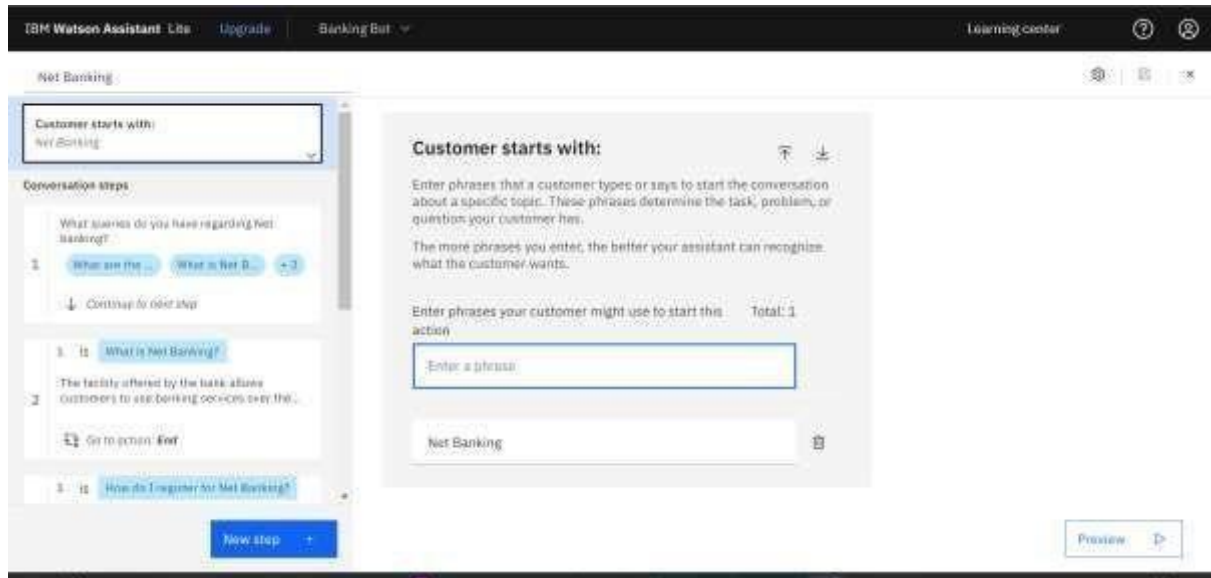 IBM Watson Assistant Lite Upgrade Banking Bot Learning center
Net Banking
Customer starts with:
Net Banking
Conversation steps
What queries do you have regarding Net
banking?
1 What are the ... What is Net B... + 3
Continue to next step
1 is What is Net Banking?
The facility offered by the bank allows
2 customers to use banking services over the...
Go to action: End
1 is How do I register for Net Banking?
New step +
Customer starts with:
Enter phrases that a customer types or says to start the conversation
about a specific topic. These phrases determine the task, problem, or
question your customer has.
The more phrases you enter, the better your assistant can recognize
what the customer wants.
Enter phrases your customer might use to start this Total: 1
action
Enter a phrase
Net Banking
Preview